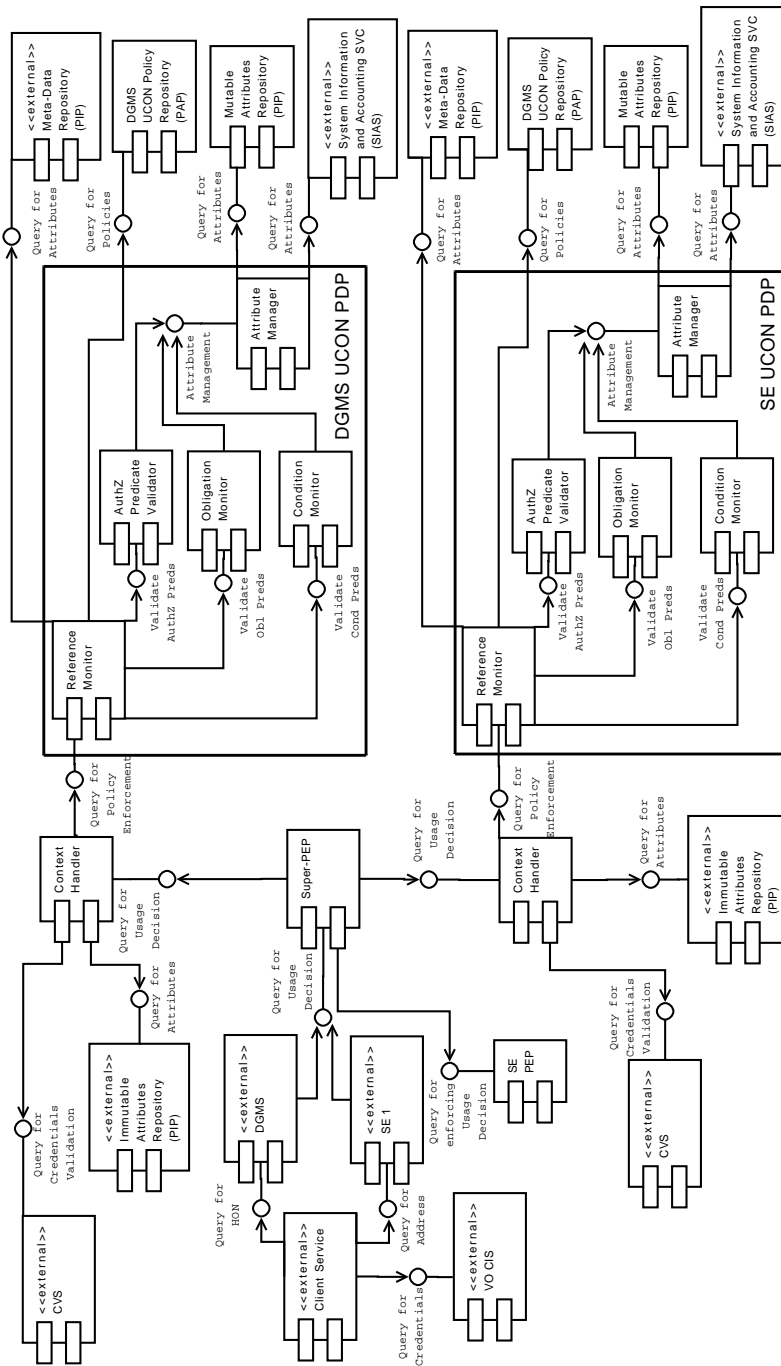 <<external>>
CVS
Query for
Credentials
Validation
<<external>>
Immutable
Attributes
Repository
(PIP)
Query for
Attributes
Context
Handler
Query for
Usage
Decision
Query for
Policy
Enforcement
Reference
Monitor
Validate
AuthZ Preds
Validate
Obl Preds
Validate
Cond Preds
AuthZ
Predicate
Validator
Obligation
Monitor
Condition
Monitor
Attribute
Management
Attribute
Manager
DGMS UCON PDP
Query for
Attributes
Query for
Policies
Query for
Attributes
Query for
Attributes
<<external>>
Meta-Data
Repository
(PIP)
DGMS
UCON Policy
Repository
(PAP)
Mutable
Attributes
Repository
(PIP)
<<external>>
System Information
and Accounting SVC
(SIAS)
<<external>>
Client Service
Query for
HON
Query for
Address
Query for
Credentials
<<external>>
VO CIS
<<external>>
DGMS
<<external>>
SE 1
Query for
Usage
Decision
Super-PEP
Query for
enforcing
Usage
Decision
SE
PEP
Query for
Usage
Decision
Context
Handler
Query for
Credentials
Validation
<<external>>
CVS
Query for
Attributes
<<external>>
Immutable
Attributes
Repository
(PIP)
Query for
Policy
Enforcement
Reference
Monitor
Validate
AuthZ Preds
Validate
Obl Preds
Validate
Cond Preds
AuthZ
Predicate
Validator
Obligation
Monitor
Condition
Monitor
Attribute
Management
Attribute
Manager
SE UCON PDP
Query for
Attributes
Query for
Policies
Query for
Attributes
Query for
Attributes
<<external>>
Meta-Data
Repository
(PIP)
DGMS
UCON Policy
Repository
(PAP)
Mutable
Attributes
Repository
(PIP)
<<external>>
System Information
and Accounting SVC
(SIAS)